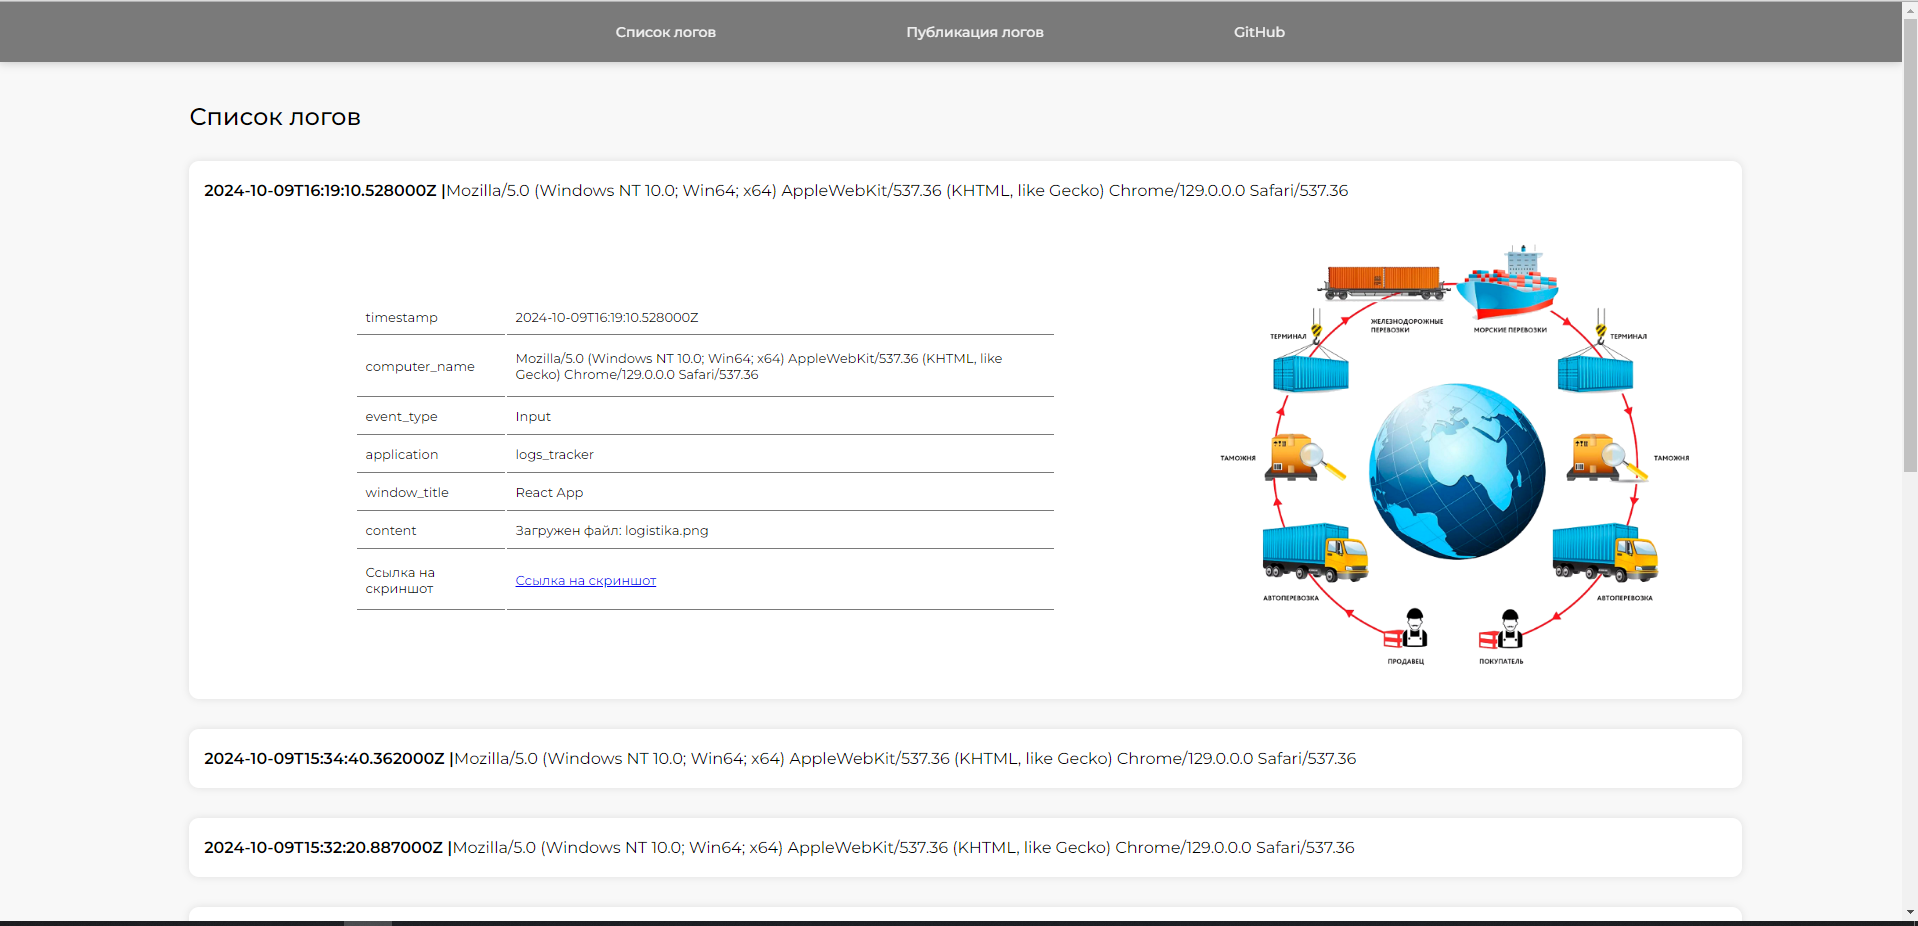 Список логов
Публикация логов
GitHub
Список логов
2024-10-09T16:19:10.528000Z |Mozilla/5.0 (Windows NT 10.0; Win64; x64) AppleWebKit/537.36 (KHTML, like Gecko) Chrome/129.0.0.0 Safari/537.36
timestamp 2024-10-09T16:19:10.528000Z
computer_name Mozilla/5.0 (Windows NT 10.0; Win64; x64) AppleWebKit/537.36 (KHTML, like
Gecko) Chrome/129.0.0.0 Safari/537.36
event_type Input
application logs_tracker
window_title React App
content Загружен файл: logistika.png
Ссылка на
скриншот
Ссылка на скриншот
ЖЕЛЕЗНОДОРОЖНЫЕ
ПЕРЕВОЗКИ
МОРСКИЕ ПЕРЕВОЗКИ
ТЕРМИНАЛ
ТЕРМИНАЛ
ТАМОЖНЯ
ТАМОЖНЯ
АВТОПЕРЕВОЗКА
АВТОПЕРЕВОЗКА
ПРОДАВЕЦ
ПОКУПАТЕЛЬ
2024-10-09T15:34:40.362000Z |Mozilla/5.0 (Windows NT 10.0; Win64; x64) AppleWebKit/537.36 (KHTML, like Gecko) Chrome/129.0.0.0 Safari/537.36
2024-10-09T15:32:20.887000Z |Mozilla/5.0 (Windows NT 10.0; Win64; x64) AppleWebKit/537.36 (KHTML, like Gecko) Chrome/129.0.0.0 Safari/537.36